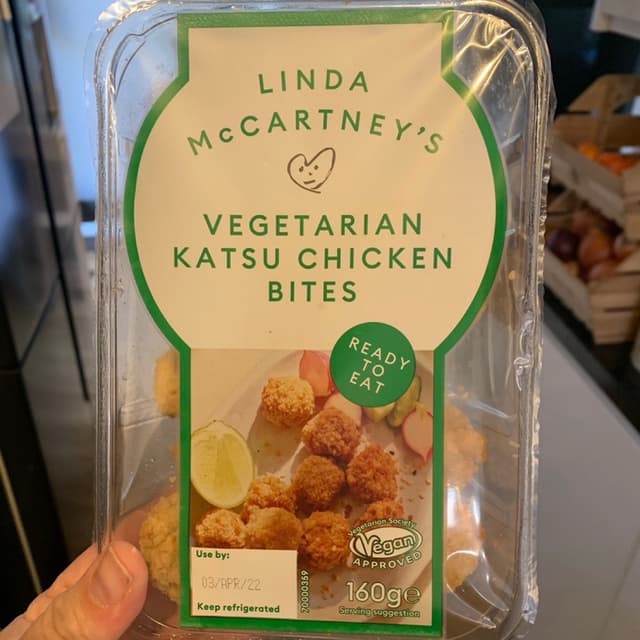 LINDA
McCARTNEY'S
VEGETARIAN
KATSU CHICKEN
BITES
READY
TO
EAT
Vegetarian Society
Vegan
APPROVED
Use by:
03/APR/22
Keep refrigerated
20000359
160g e
Serving suggestion